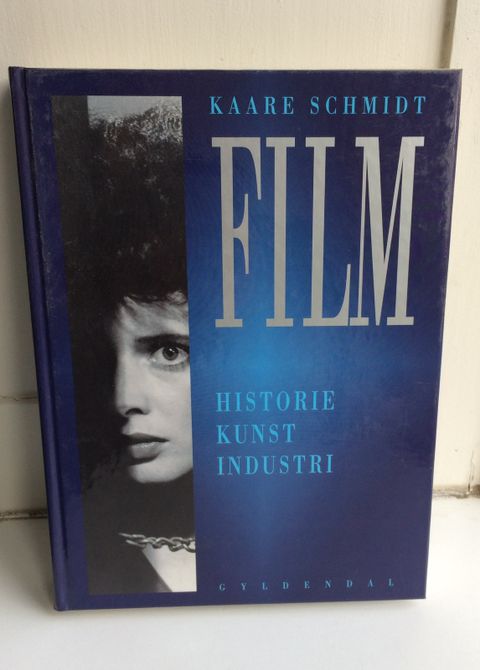 KAARE SCHMIDT
FILM
HISTORIE
KUNST
INDUSTRI
GYLDENDAL